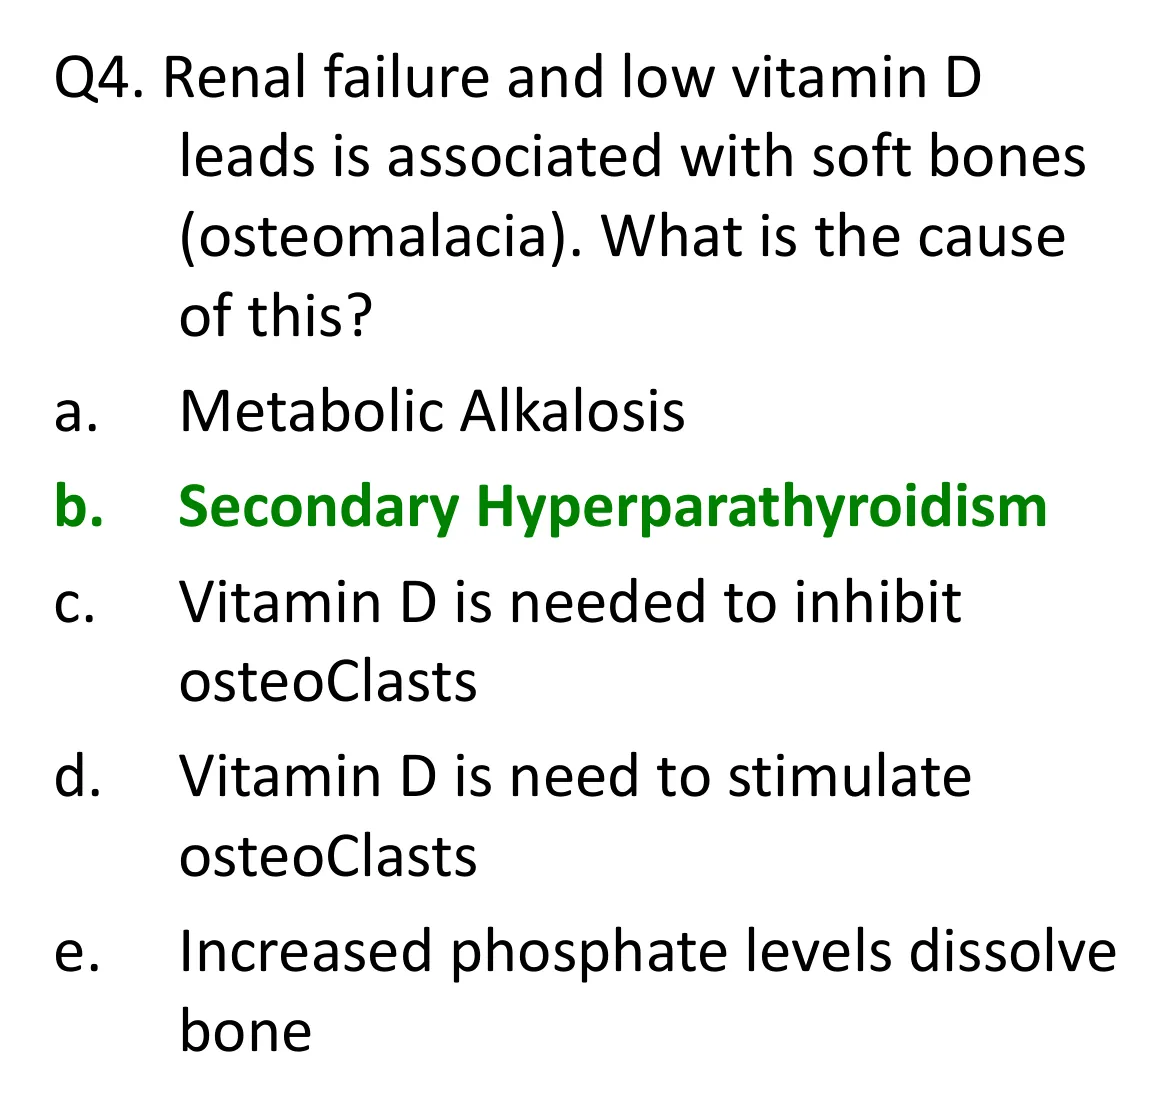 Q4. Renal failure and low vitamin D
leads is associated with soft bones
(osteomalacia). What is the cause
of this?
a. Metabolic Alkalosis
b. Secondary Hyperparathyroidism
c. Vitamin D is needed to inhibit
osteoClasts
d. Vitamin D is need to stimulate
osteoClasts
e. Increased phosphate levels dissolve
bone